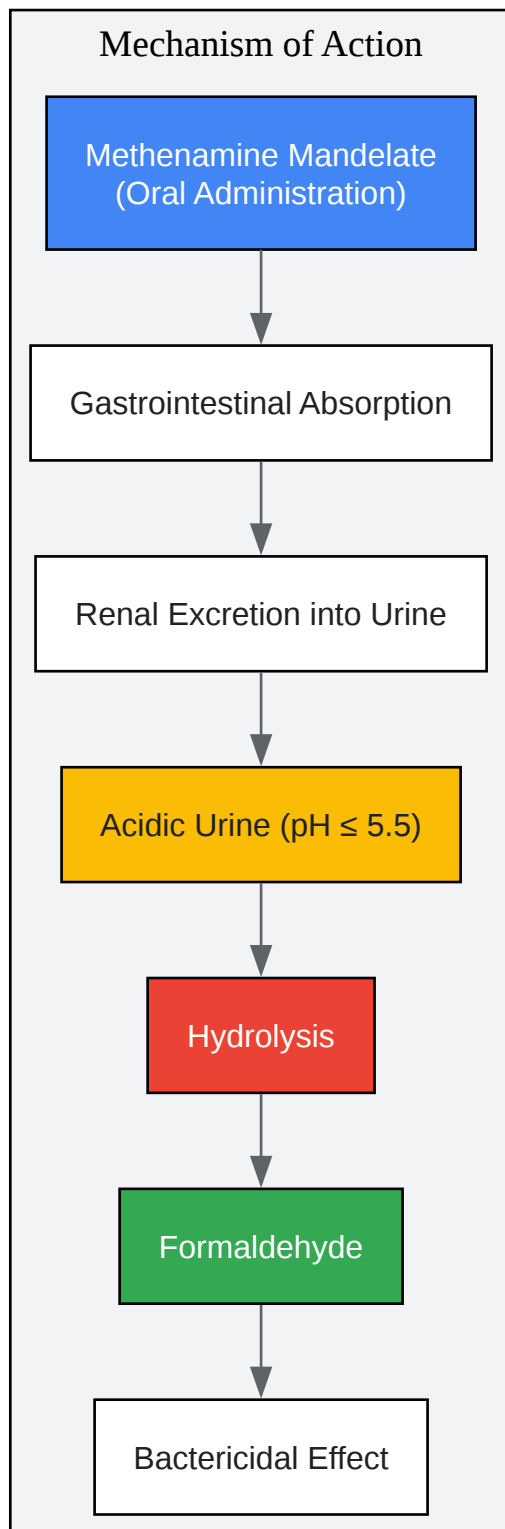 Mechanism of Action
Methenamine Mandelate
(Oral Administration)
Gastrointestinal Absorption
Renal Excretion into Urine
Acidic Urine (pH ≤ 5.5)
Hydrolysis
Formaldehyde
Bactericidal Effect